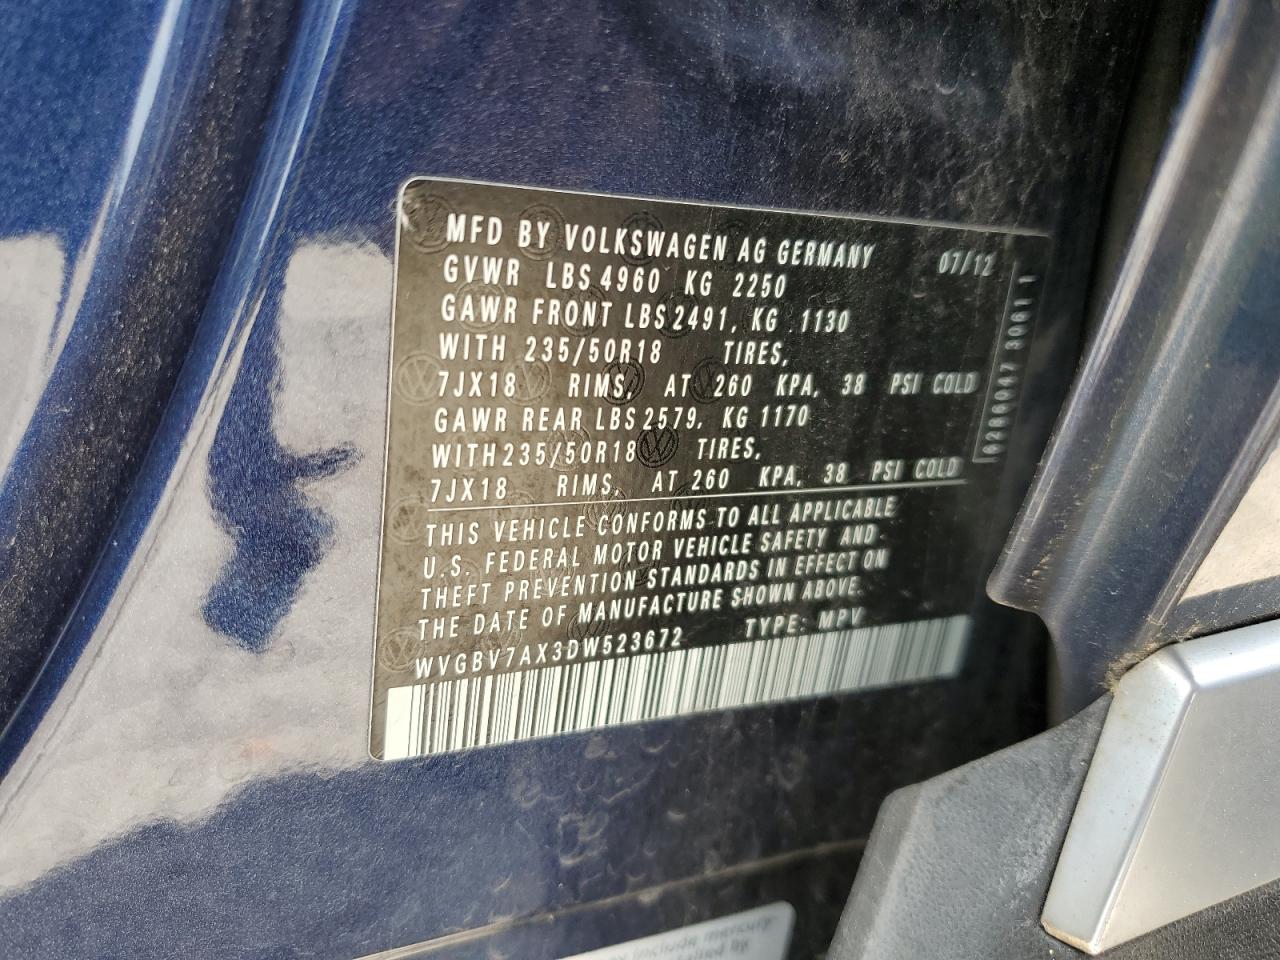 MFD BY VOLKSWAGEN AG GERMANY 07/12
GVWR LBS 4960 KG 2250
GAWR FRONT LBS 2491, KG 1130
WITH 235/50R18 TIRES,
7JX18 RIMS, AT 260 KPA, 38 PSI COLD
GAWR REAR LBS 2579, KG 1170
WITH 235/50R18 TIRES,
7JX18 RIMS, AT 260 KPA, 38 PSI COLD
THIS VEHICLE CONFORMS TO ALL APPLICABLE
U.S. FEDERAL MOTOR VEHICLE SAFETY AND
THEFT PREVENTION STANDARDS IN EFFECT ON
THE DATE OF MANUFACTURE SHOWN ABOVE.
WVGBV7AX3DW523672 TYPE: MPV
include mercury